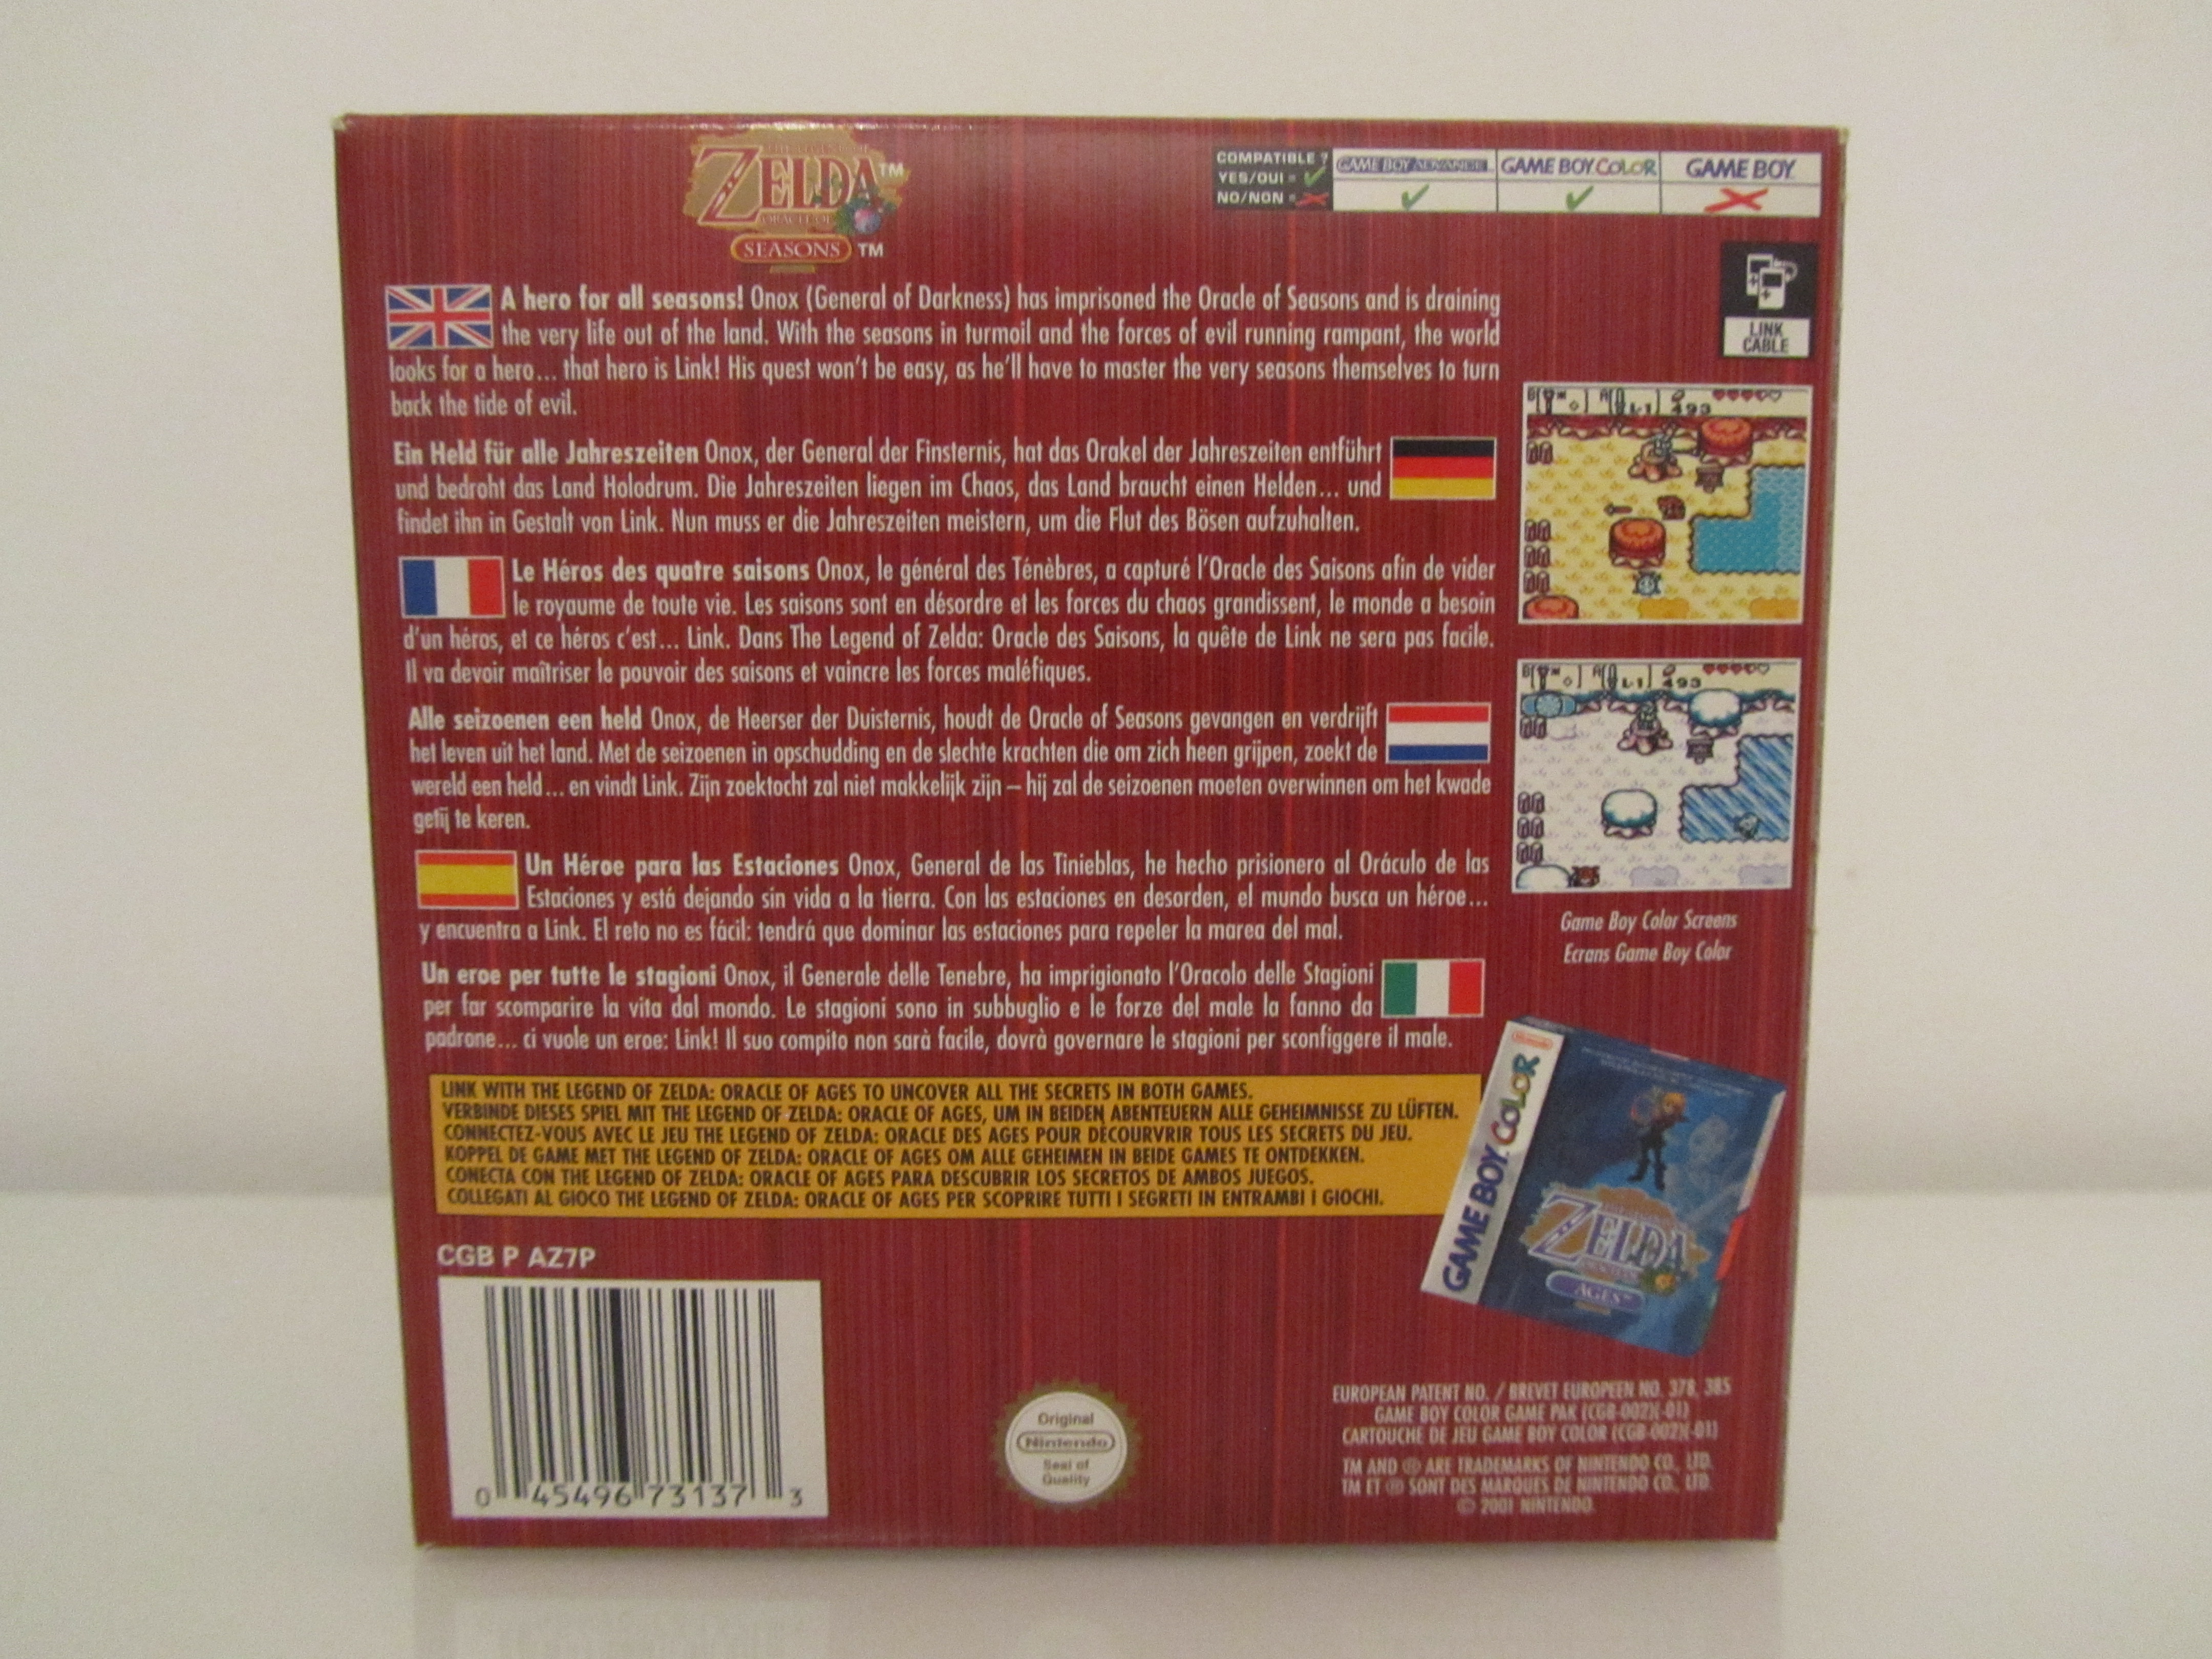 THE LEGEND OF
ZELDA™
ORACLE OF
SEASONS ™
COMPATIBLE ?
YES/OUI =
NO/NON =
GAME BOY ADVANCE
GAME BOY COLOR
GAME BOY
LINK
CABLE
A hero for all seasons! Onox (General of Darkness) has imprisoned the Oracle of Seasons and is draining
the very life out of the land. With the seasons in turmoil and the forces of evil running rampant, the world
looks for a hero... that hero is Link! His quest won't be easy, as he'll have to master the very seasons themselves to turn
back the tide of evil.
Ein Held für alle Jahreszeiten Onox, der General der Finsternis, hat das Orakel der Jahreszeiten entführt
und bedroht das Land Holodrum. Die Jahreszeiten liegen im Chaos, das Land braucht einen Helden... und
findet ihn in Gestalt von Link. Nun muss er die Jahreszeiten meistern, um die Flut des Bösen aufzuhalten.
Le Héros des quatre saisons Onox, le général des Ténèbres, a capturé l'Oracle des Saisons afin de vider
le royaume de toute vie. Les saisons sont en désordre et les forces du chaos grandissent, le monde a besoin
d'un héros, et ce héros c'est... Link. Dans The Legend of Zelda: Oracle des Saisons, la quête de Link ne sera pas facile.
Il va devoir maîtriser le pouvoir des saisons et vaincre les forces maléfiques.
Alle seizoenen een held Onox, de Heerser der Duisternis, houdt de Oracle of Seasons gevangen en verdrijft
het leven uit het land. Met de seizoenen in opschudding en de slechte krachten die om zich heen grijpen, zoekt de
wereld een held... en vindt Link. Zijn zoektocht zal niet makkelijk zijn – hij zal de seizoenen moeten overwinnen om het kwade
getij te keren.
Un Héroe para las Estaciones Onox, General de las Tinieblas, he hecho prisionero al Oráculo de las
Estaciones y está dejando sin vida a la tierra. Con las estaciones en desorden, el mundo busca un héroe...
y encuentra a Link. El reto no es fácil: tendrá que dominar las estaciones para repeler la marea del mal.
Un eroe per tutte le stagioni Onox, il Generale delle Tenebre, ha imprigionato l'Oracolo delle Stagioni
per far scomparire la vita dal mondo. Le stagioni sono in subbuglio e le forze del male la fanno da
padrone... ci vuole un eroe: Link! Il suo compito non sarà facile, dovrà governare le stagioni per sconfiggere il male.
B A L-1 493
B A L-1 493
Game Boy Color Screens
Ecrans Game Boy Color
LINK WITH THE LEGEND OF ZELDA: ORACLE OF AGES TO UNCOVER ALL THE SECRETS IN BOTH GAMES.
VERBINDE DIESES SPIEL MIT THE LEGEND OF ZELDA: ORACLE OF AGES, UM IN BEIDEN ABENTEUERN ALLE GEHEIMNISSE ZU LÜFTEN.
CONNECTEZ-VOUS AVEC LE JEU THE LEGEND OF ZELDA: ORACLE DES AGES POUR DÉCOURVRIR TOUS LES SECRETS DU JEU.
KOPPEL DE GAME MET THE LEGEND OF ZELDA: ORACLE OF AGES OM ALLE GEHEIMEN IN BEIDE GAMES TE ONTDEKKEN.
CONECTA CON THE LEGEND OF ZELDA: ORACLE OF AGES PARA DESCUBRIR LOS SECRETOS DE AMBOS JUEGOS.
COLLEGATI AL GIOCO THE LEGEND OF ZELDA: ORACLE OF AGES PER SCOPRIRE TUTTI I SEGRETI IN ENTRAMBI I GIOCHI.
Nintendo
GAME BOY COLOR
ZELDA
AGES™
CGB P AZ7P
0 45496 73137 3
Original
Nintendo
Seal of
Quality
EUROPEAN PATENT NO. / BREVET EUROPEEN NO. 378, 385
GAME BOY COLOR GAME PAK (CGB-002)(-01)
CARTOUCHE DE JEU GAME BOY COLOR (CGB-002)(-01)
TM AND ® ARE TRADEMARKS OF NINTENDO CO., LTD.
TM ET ® SONT DES MARQUES DE NINTENDO CO., LTD.
© 2001 NINTENDO.